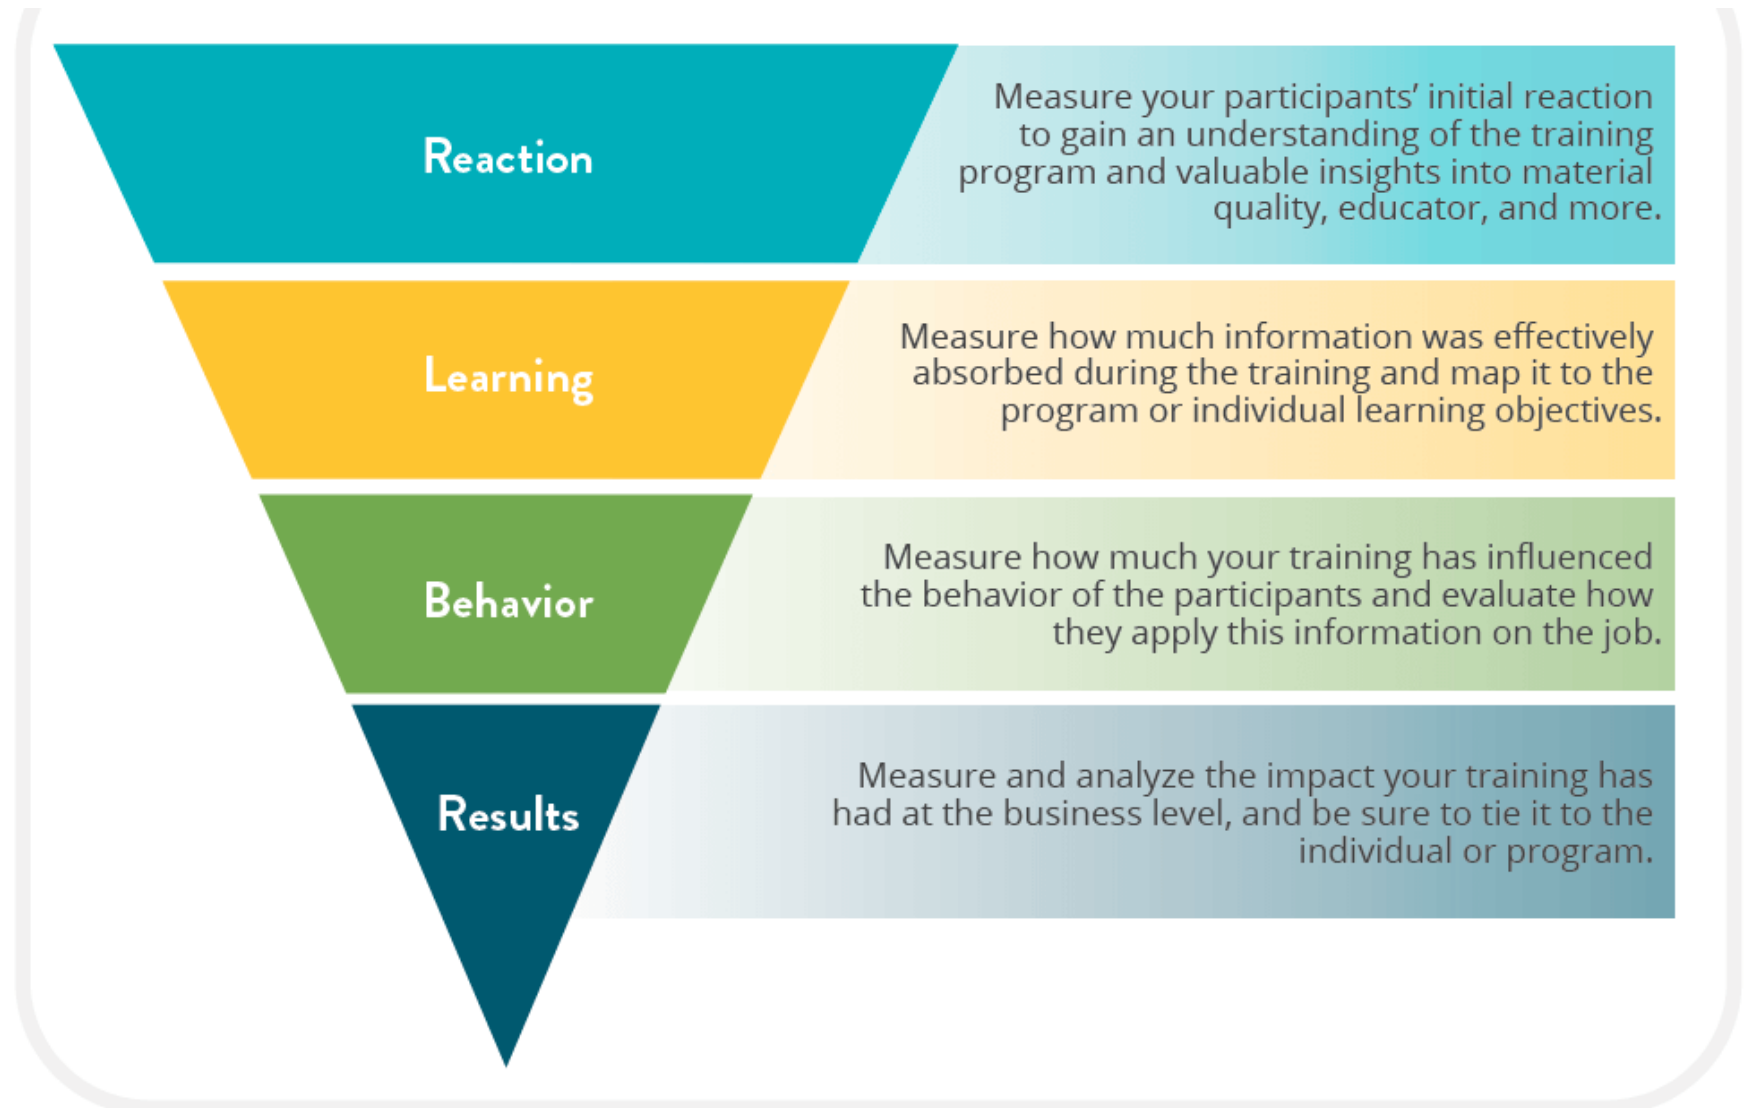 Reaction
Measure your participants’ initial reaction
to gain an understanding of the training
program and valuable insights into material
quality, educator, and more.
Learning
Measure how much information was effectively
absorbed during the training and map it to the
program or individual learning objectives.
Behavior
Measure how much your training has influenced
the behavior of the participants and evaluate how
they apply this information on the job.
Results
Measure and analyze the impact your training has
had at the business level, and be sure to tie it to the
individual or program.